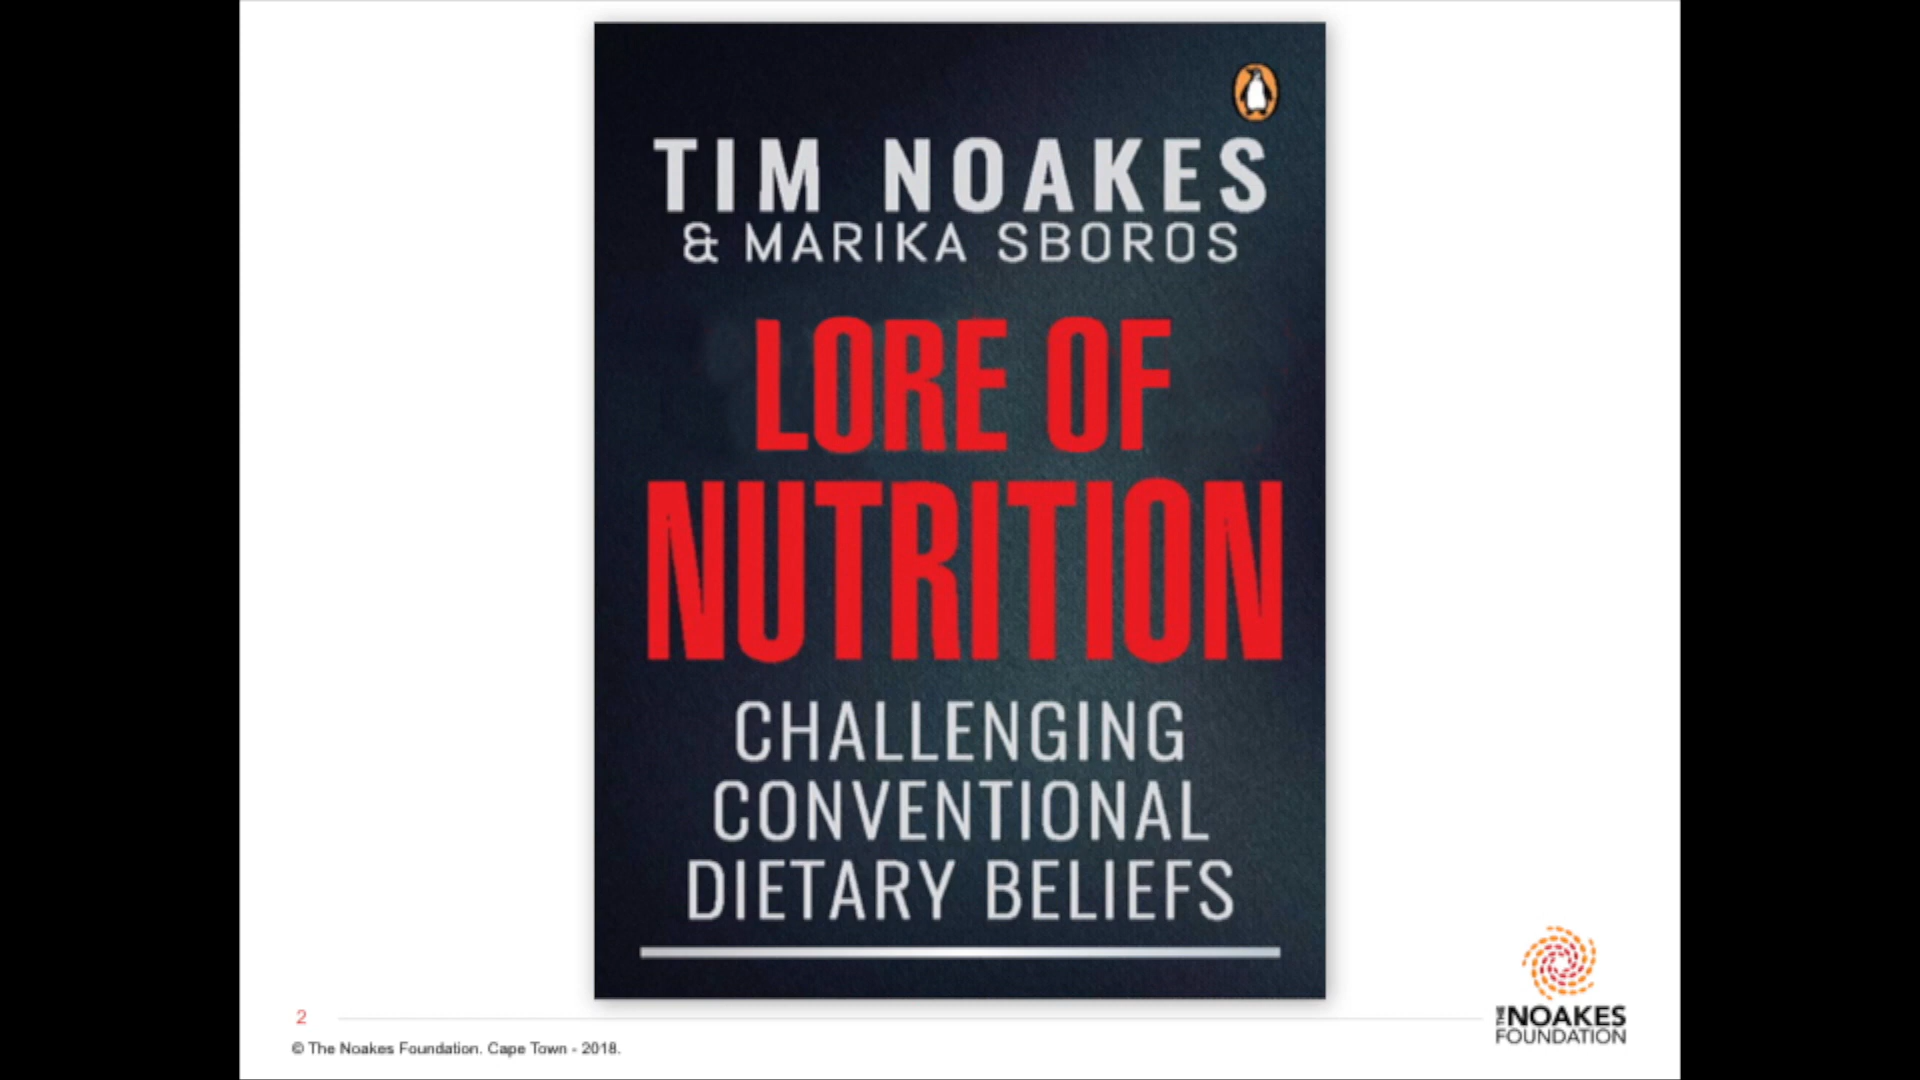 TIM NOAKES
& MARIKA SBOROS
LORE OF
NUTRITION
CHALLENGING
CONVENTIONAL
DIETARY BELIEFS
2
© The Noakes Foundation. Cape Town - 2018.
THE NOAKES
FOUNDATION